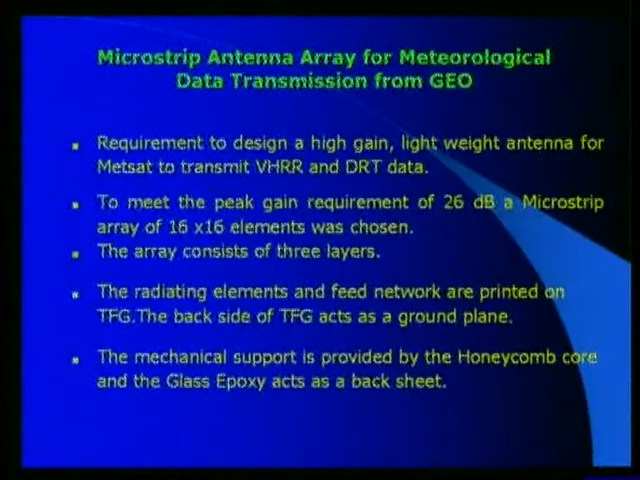 Microstrip Antenna Array for Meteorological
Data Transmission from GEO
Requirement to design a high gain, light weight antenna for
Metsat to transmit VHRR and DRT data.
To meet the peak gain requirement of 26 dB a Microstrip
array of 16 x16 elements was chosen.
The array consists of three layers.
The radiating elements and feed network are printed on
TFG.The back side of TFG acts as a ground plane.
The mechanical support is provided by the Honeycomb core
and the Glass Epoxy acts as a back sheet.